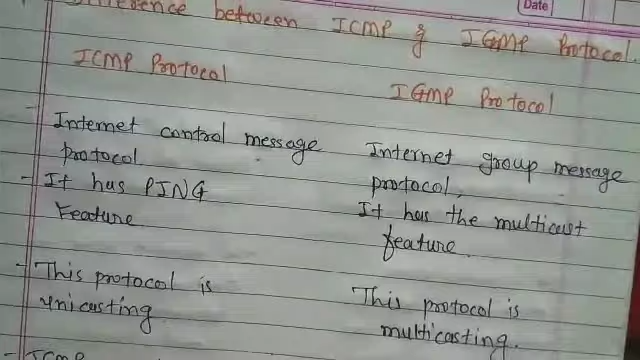 Date
Difference between ICMP & IGMP Protocol.
ICMP Protocol
IGMP Protocol
- Internet control message
protocol
- It has PING
Feature
- This protocol is
unicasting
Internet group message
protocol.
It has the multicast
feature.
This protocol is
multicasting.
- ICMP